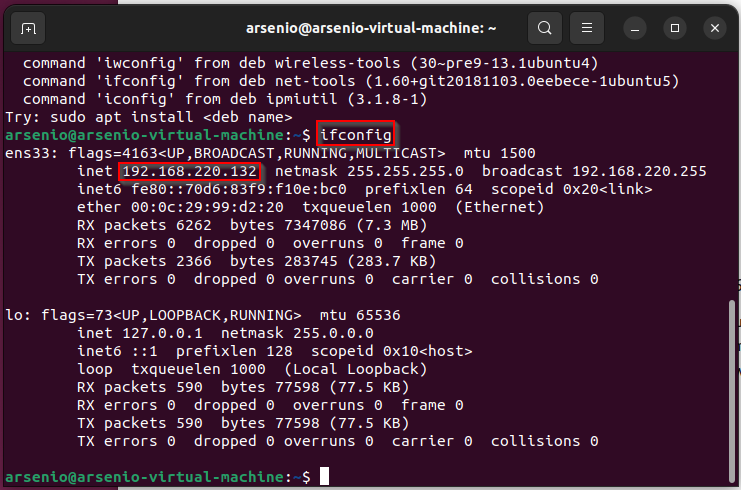 arsenio@arsenio-virtual-machine: ~
command 'iwconfig' from deb wireless-tools (30~pre9-13.1ubuntu4)
command 'ifconfig' from deb net-tools (1.60+git20181103.0eebece-1ubuntu5)
command 'iconfig' from deb ipmiutil (3.1.8-1)
Try: sudo apt install <deb name>
arsenio@arsenio-virtual-machine:~$ ifconfig
ens33: flags=4163<UP,BROADCAST,RUNNING,MULTICAST>  mtu 1500
        inet 192.168.220.132  netmask 255.255.255.0  broadcast 192.168.220.255
        inet6 fe80::70d6:83f9:f10e:bc0  prefixlen 64  scopeid 0x20<link>
        ether 00:0c:29:99:d2:20  txqueuelen 1000  (Ethernet)
        RX packets 6262  bytes 7347086 (7.3 MB)
        RX errors 0  dropped 0  overruns 0  frame 0
        TX packets 2366  bytes 283745 (283.7 KB)
        TX errors 0  dropped 0 overruns 0  carrier 0  collisions 0
lo: flags=73<UP,LOOPBACK,RUNNING>  mtu 65536
        inet 127.0.0.1  netmask 255.0.0.0
        inet6 ::1  prefixlen 128  scopeid 0x10<host>
        loop  txqueuelen 1000  (Local Loopback)
        RX packets 590  bytes 77598 (77.5 KB)
        RX errors 0  dropped 0  overruns 0  frame 0
        TX packets 590  bytes 77598 (77.5 KB)
        TX errors 0  dropped 0 overruns 0  carrier 0  collisions 0
arsenio@arsenio-virtual-machine:~$